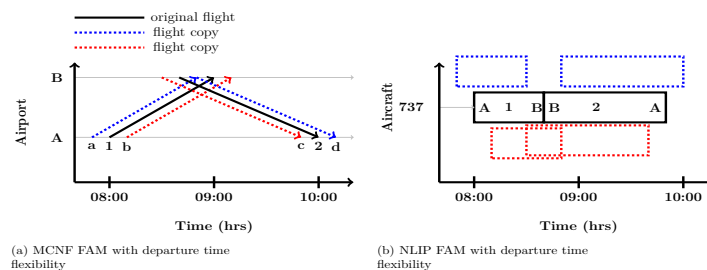 original flight
flight copy
flight copy
B
A
Airport
a 1 b c 2 d
08:00 09:00 10:00
Time (hrs)
(a) MCNF FAM with departure time
flexibility
Aircraft
737
A 1 B B 2 A
08:00 09:00 10:00
Time (hrs)
(b) NLIP FAM with departure time
flexibility